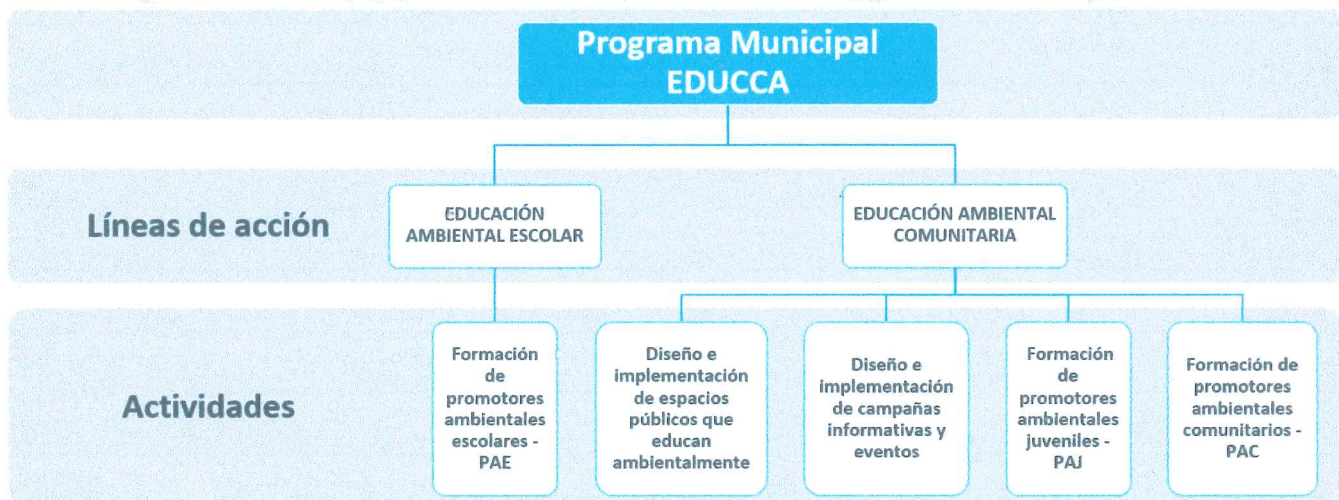 Programa Municipal
EDUCCA
Líneas de acción
EDUCACIÓN
AMBIENTAL ESCOLAR
EDUCACIÓN AMBIENTAL
COMUNITARIA
Actividades
Formación
de
promotores
ambientales
escolares -
PAE
Diseño e
implementación
de espacios
públicos que
educan
ambientalmente
Diseño e
implementación
de campañas
informativas y
eventos
Formación
de
promotores
ambientales
juveniles -
PAJ
Formación de
promotores
ambientales
comunitarios -
PAC